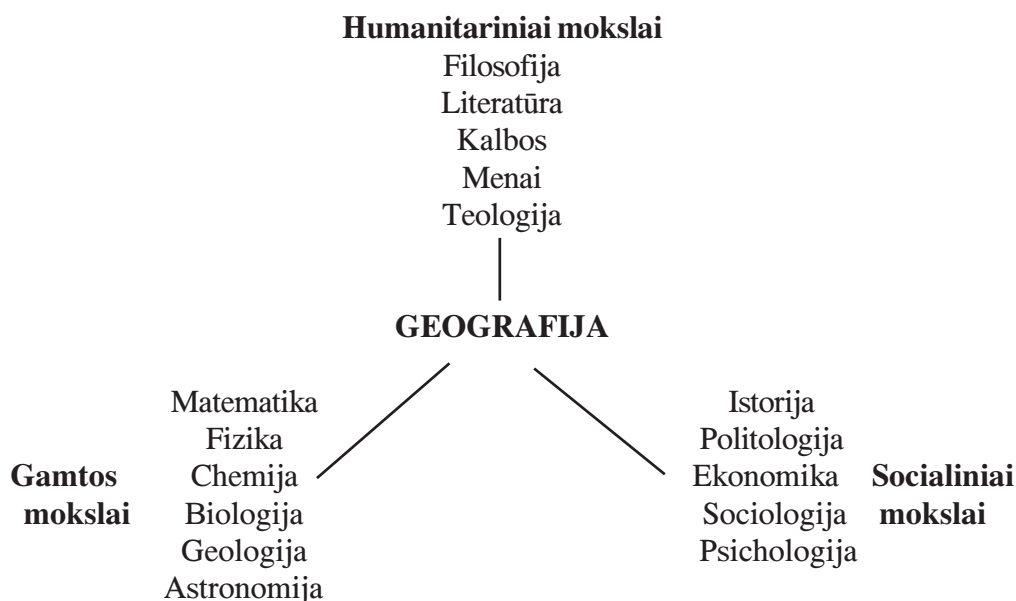 Humanitariniai mokslai
Filosofija
Literatūra
Kalbos
Menai
Teologija
GEOGRAFIJA
Gamtos
mokslai
Matematika
Fizika
Chemija
Biologija
Geologija
Astronomija
Istorija
Politologija
Ekonomika
Sociologija
Psichologija
Socialiniai
mokslai